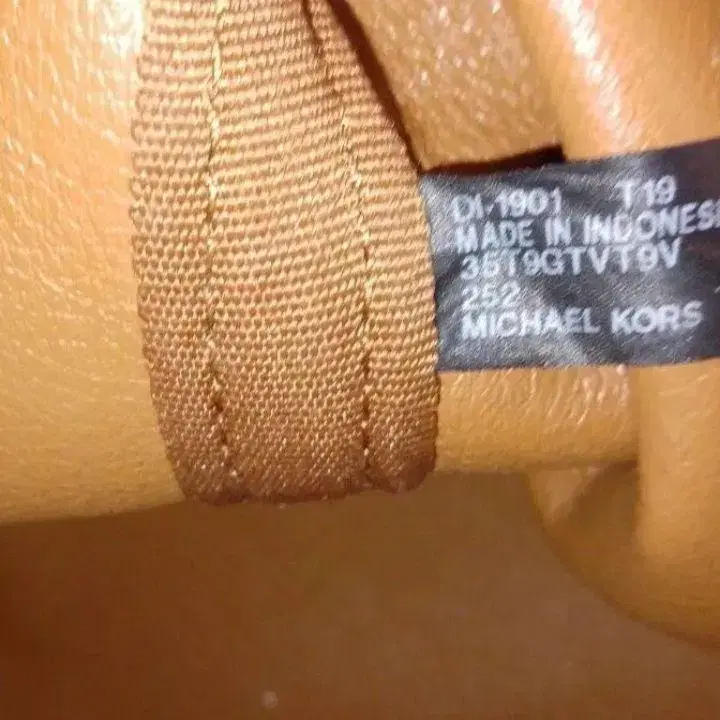 DI-1901 T19
MADE IN INDONES
35T9GTVT9V
252
MICHAEL KORS